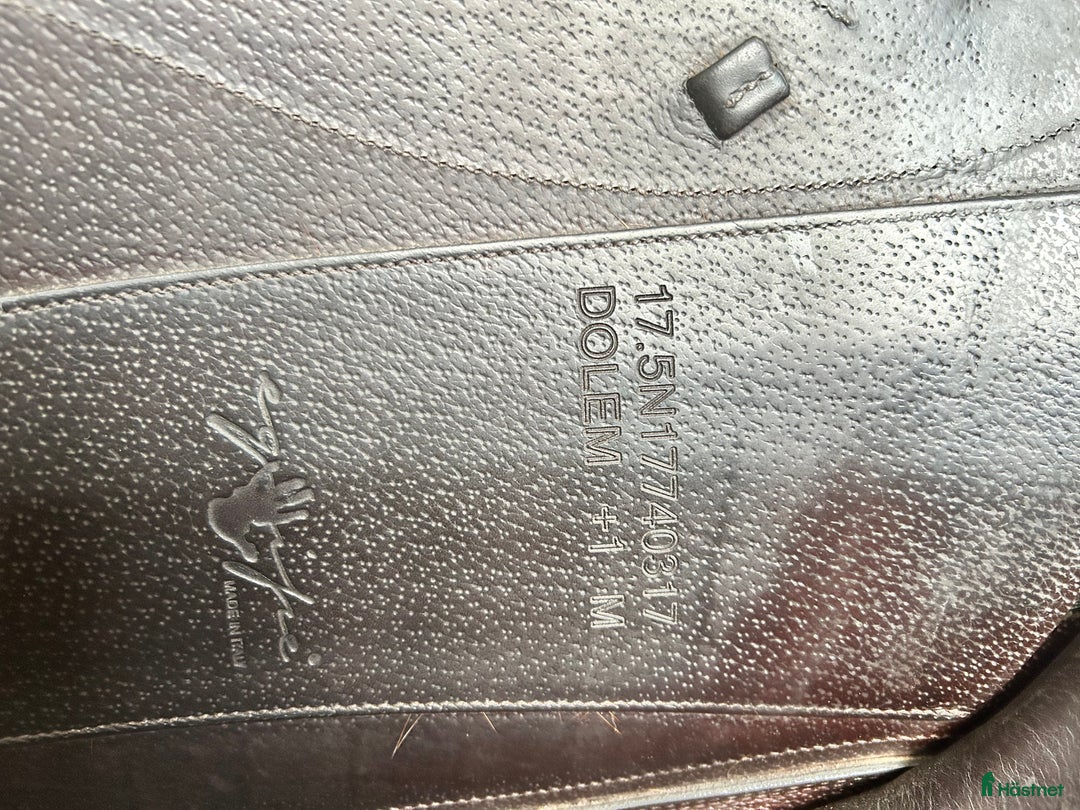 17.5N17740317
DOLEM +1 M
MADE IN ITALY
Hästnet